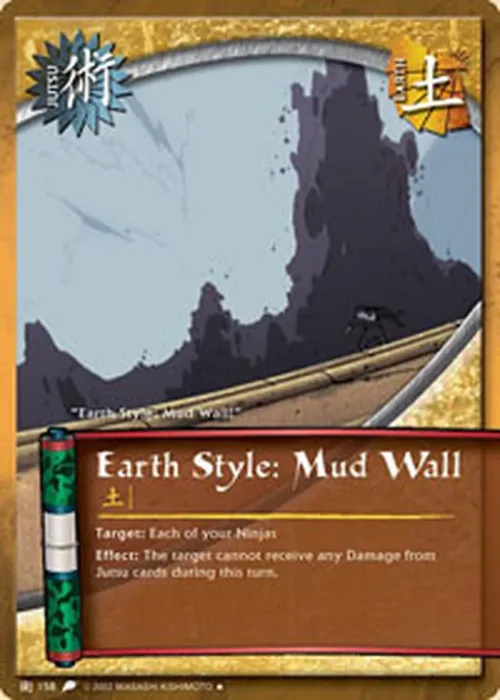 JUTSU 術
EARTH 土
"Earth Style: Mud Wall!"
Earth Style: Mud Wall
土
Target: Each of your Ninjas
Effect: The target cannot receive any Damage from
Jutsu cards during this turn.
158 © 2002 MASASHI KISHIMOTO